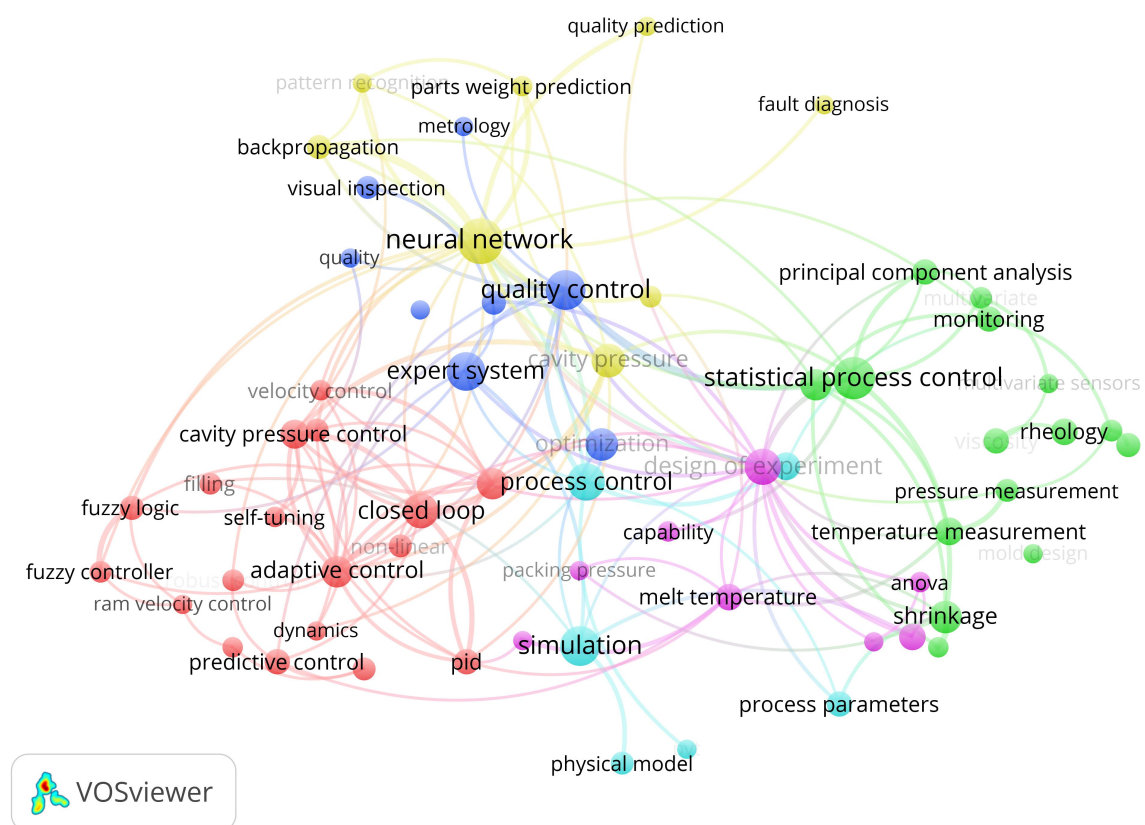 quality prediction
pattern recognition
parts weight prediction
fault diagnosis
metrology
backpropagation
visual inspection
neural network
quality
principal component analysis
quality control
multivariate
monitoring
cavity pressure
expert system
statistical process control
multivariate sensors
velocity control
cavity pressure control
rheology
optimization
viscosity
design of experiment
filling
process control
pressure measurement
fuzzy logic
closed loop
self-tuning
capability
temperature measurement
non-linear
mold design
fuzzy controller
adaptive control
packing pressure
anova
ram velocity control
melt temperature
shrinkage
dynamics
simulation
predictive control
pid
process parameters
physical model
VOSviewer